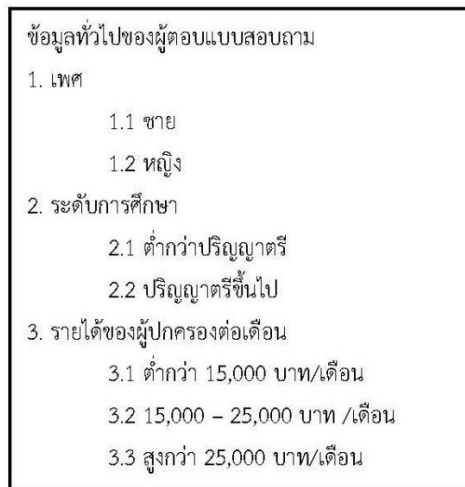 ข้อมูลทั่วไปของผู้ตอบแบบสอบถาม
1. เพศ
1.1 ชาย
1.2 หญิง
2. ระดับการศึกษา
2.1 ต่ำกว่าปริญญาตรี
2.2 ปริญญาตรีขึ้นไป
3. รายได้ของผู้ปกครองต่อเดือน
3.1 ต่ำกว่า 15,000 บาท/เดือน
3.2 15,000 – 25,000 บาท /เดือน
3.3 สูงกว่า 25,000 บาท/เดือน